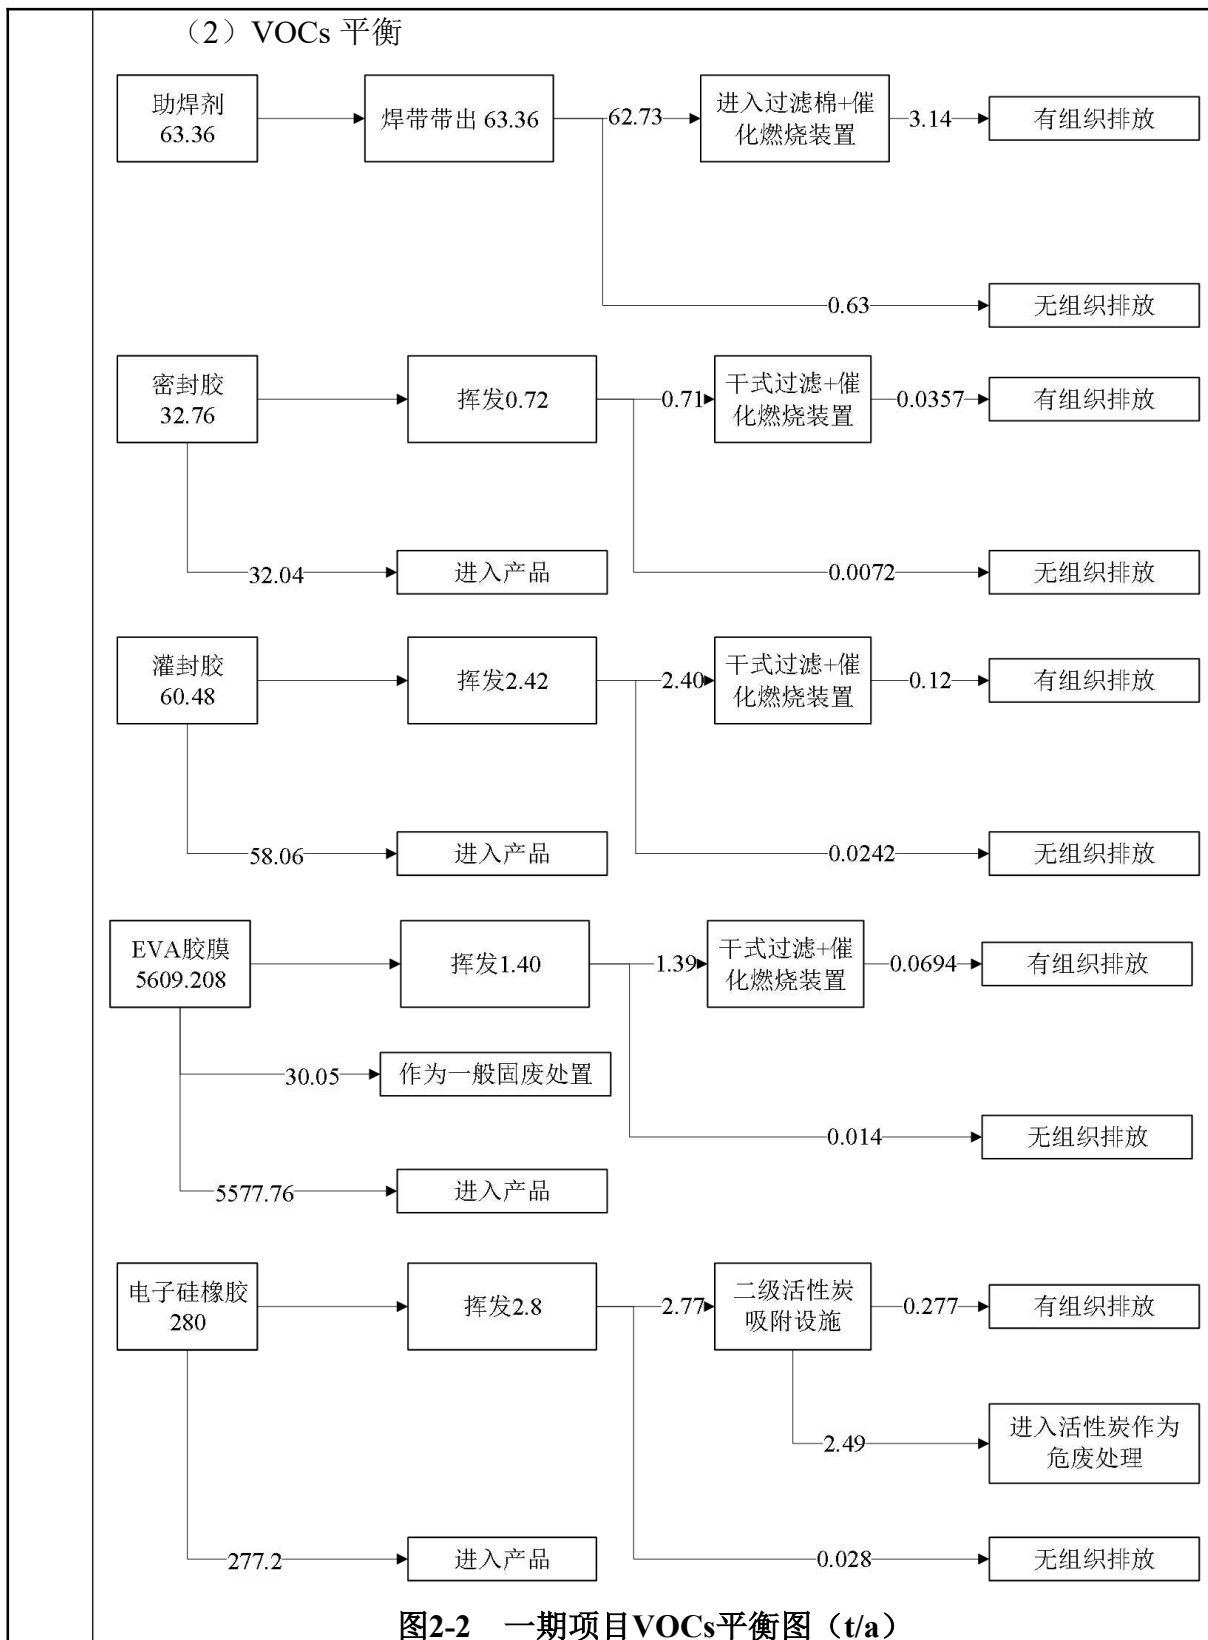 （2）VOCs 平衡
助焊剂
63.36
焊带带出 63.36
62.73
进入过滤棉+催
化燃烧装置
3.14
有组织排放
0.63
无组织排放
密封胶
32.76
挥发0.72
0.71
干式过滤+催
化燃烧装置
0.0357
有组织排放
32.04
进入产品
0.0072
无组织排放
灌封胶
60.48
挥发2.42
2.40
干式过滤+催
化燃烧装置
0.12
有组织排放
58.06
进入产品
0.0242
无组织排放
EVA胶膜
5609.208
挥发1.40
1.39
干式过滤+催
化燃烧装置
0.0694
有组织排放
30.05
作为一般固废处置
0.014
无组织排放
5577.76
进入产品
电子硅橡胶
280
挥发2.8
2.77
二级活性炭
吸附设施
0.277
有组织排放
2.49
进入活性炭作为
危废处理
277.2
进入产品
0.028
无组织排放
图2-2 一期项目VOCs平衡图（t/a）